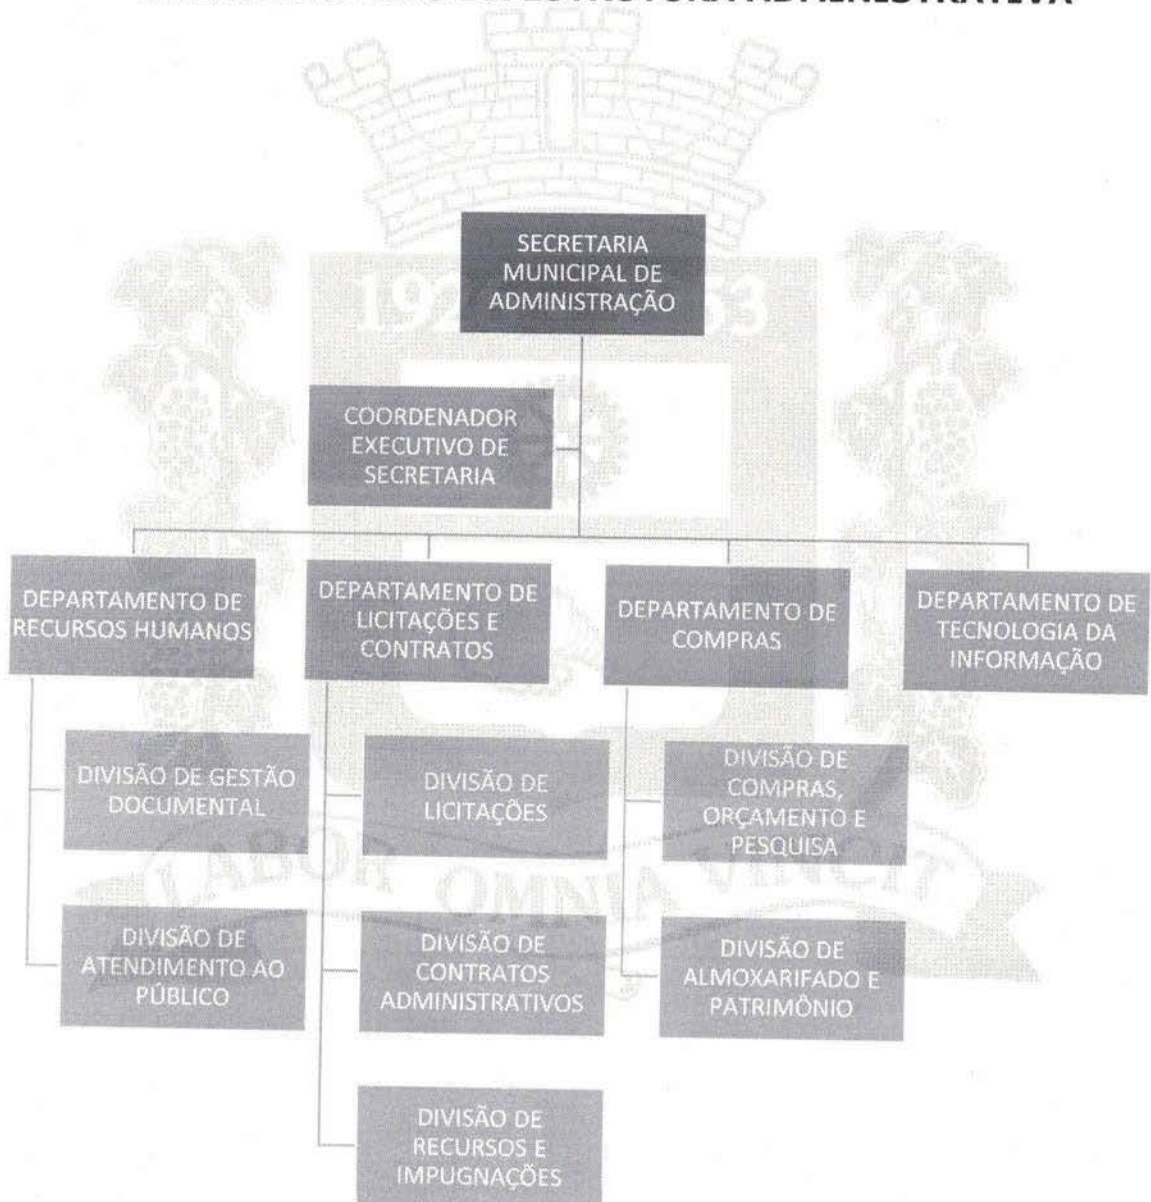 ESTRUTURA ADMINISTRATIVA
SECRETARIA
MUNICIPAL DE
ADMINISTRAÇÃO
COORDENADOR
EXECUTIVO DE
SECRETARIA
DEPARTAMENTO DE
RECURSOS HUMANOS
DEPARTAMENTO DE
LICITAÇÕES E
CONTRATOS
DEPARTAMENTO DE
COMPRAS
DEPARTAMENTO DE
TECNOLOGIA DA
INFORMAÇÃO
DIVISÃO DE GESTÃO
DOCUMENTAL
DIVISÃO DE
ATENDIMENTO AO
PÚBLICO
DIVISÃO DE
LICITAÇÕES
DIVISÃO DE
CONTRATOS
ADMINISTRATIVOS
DIVISÃO DE
RECURSOS E
IMPUGNAÇÕES
DIVISÃO DE
COMPRAS,
ORÇAMENTO E
PESQUISA
DIVISÃO DE
ALMOXARIFADO E
PATRIMÔNIO
LABOR OMNIA VINCIT